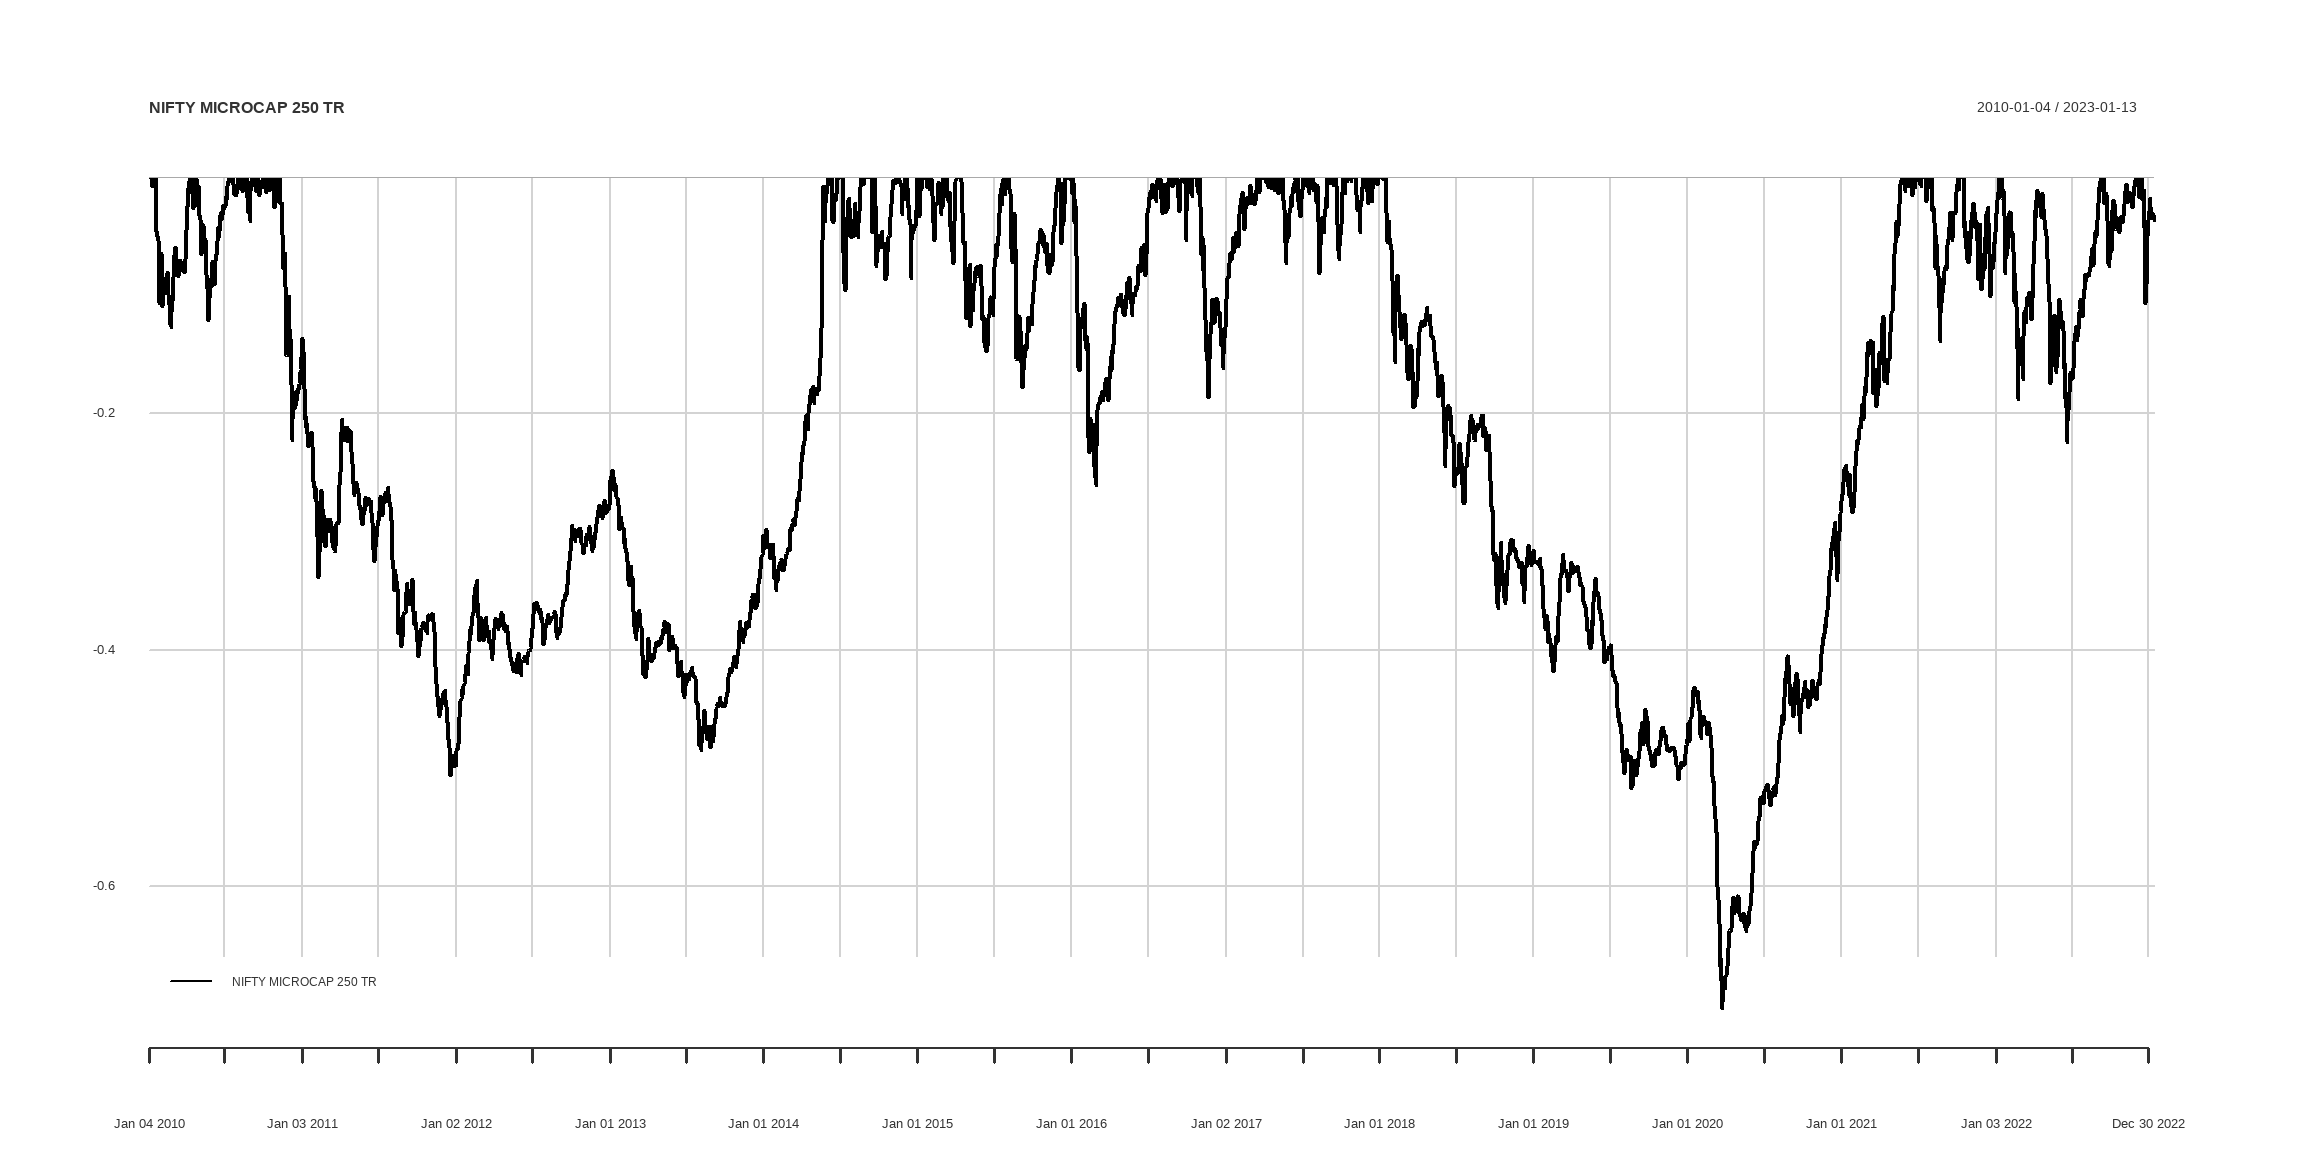 NIFTY MICROCAP 250 TR
2010-01-04 / 2023-01-13
-0.2
-0.4
-0.6
NIFTY MICROCAP 250 TR
Jan 04 2010 Jan 03 2011 Jan 02 2012 Jan 01 2013 Jan 01 2014 Jan 01 2015 Jan 01 2016 Jan 02 2017 Jan 01 2018 Jan 01 2019 Jan 01 2020 Jan 01 2021 Jan 03 2022 Dec 30 2022